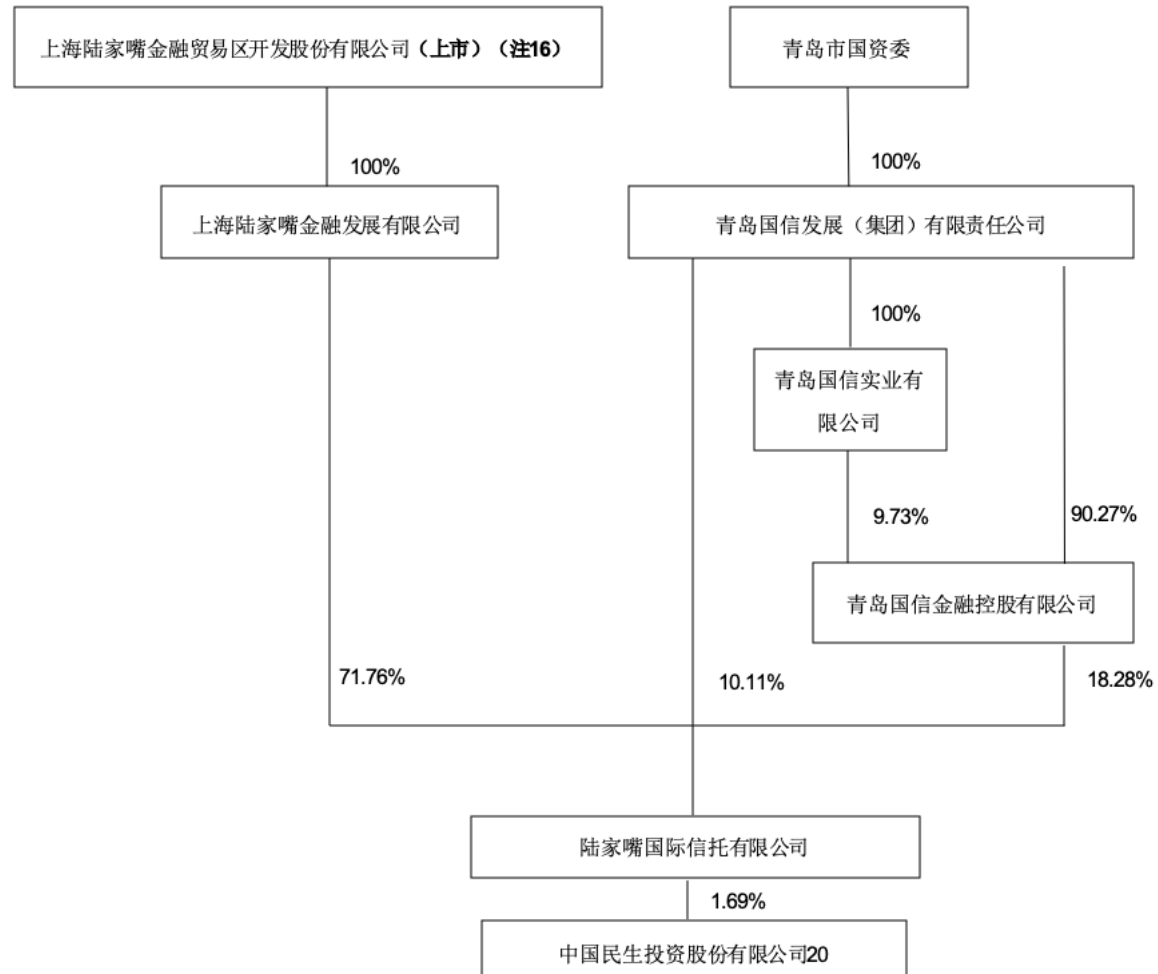 上海陆家嘴金融贸易区开发股份有限公司（上市）（注16）
青岛市国资委
100%
100%
上海陆家嘴金融发展有限公司
青岛国信发展（集团）有限责任公司
100%
青岛国信实业有
限公司
9.73%
90.27%
青岛国信金融控股有限公司
71.76%
10.11%
18.28%
陆家嘴国际信托有限公司
1.69%
中国民生投资股份有限公司20